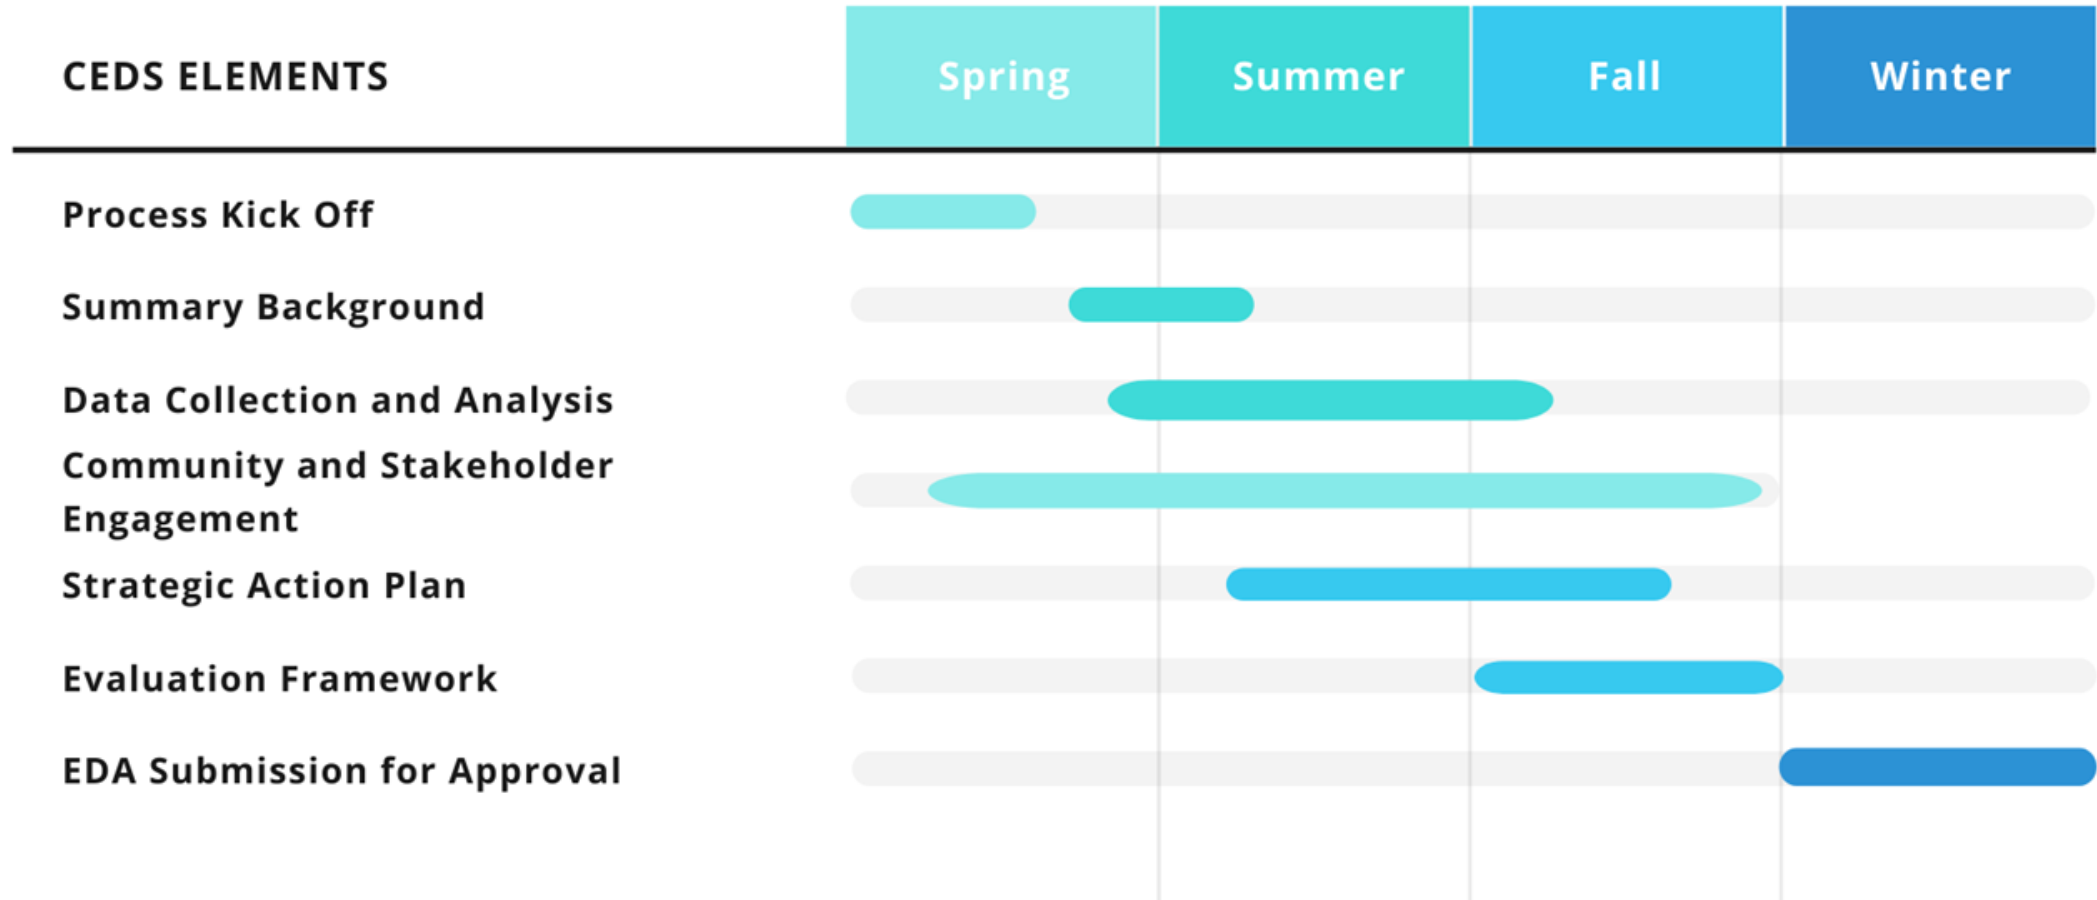 CEDS ELEMENTS
Spring
Summer
Fall
Winter
Process Kick Off
Summary Background
Data Collection and Analysis
Community and Stakeholder
Engagement
Strategic Action Plan
Evaluation Framework
EDA Submission for Approval